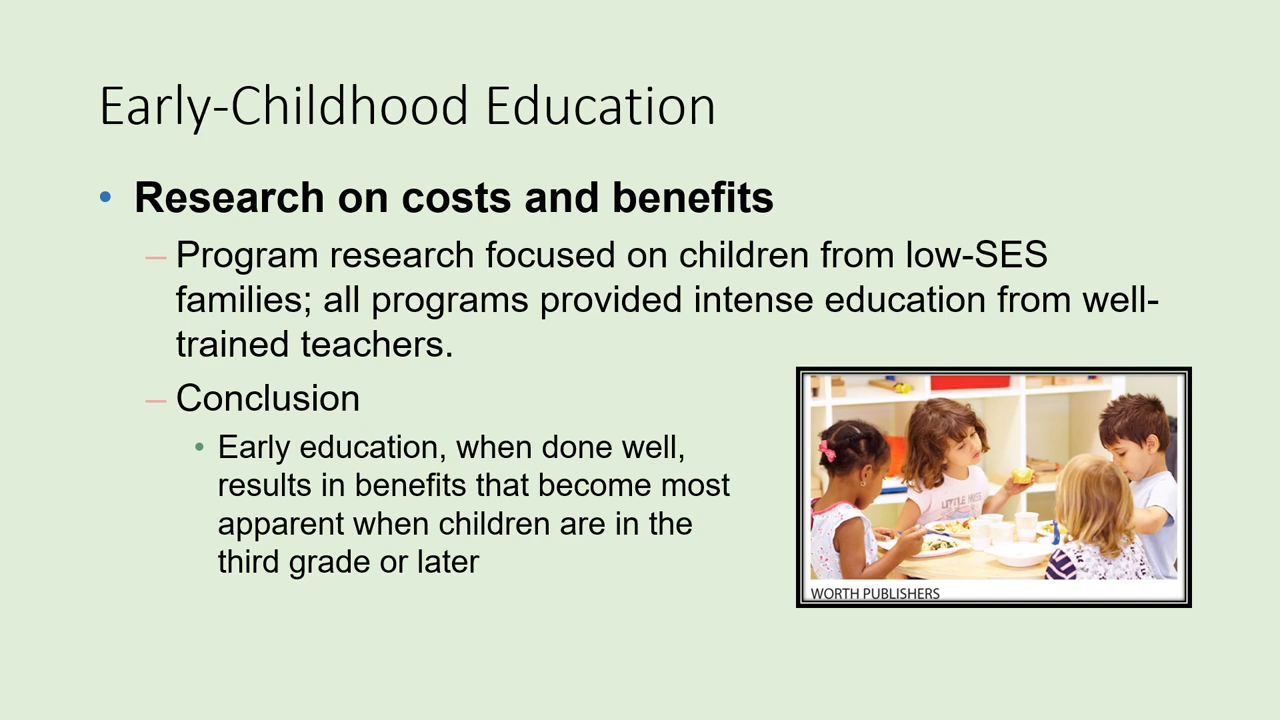 Early-Childhood Education
• Research on costs and benefits
– Program research focused on children from low-SES
families; all programs provided intense education from well-
trained teachers.
– Conclusion
• Early education, when done well,
results in benefits that become most
apparent when children are in the
third grade or later
LITTLE MISS
WORTH PUBLISHERS